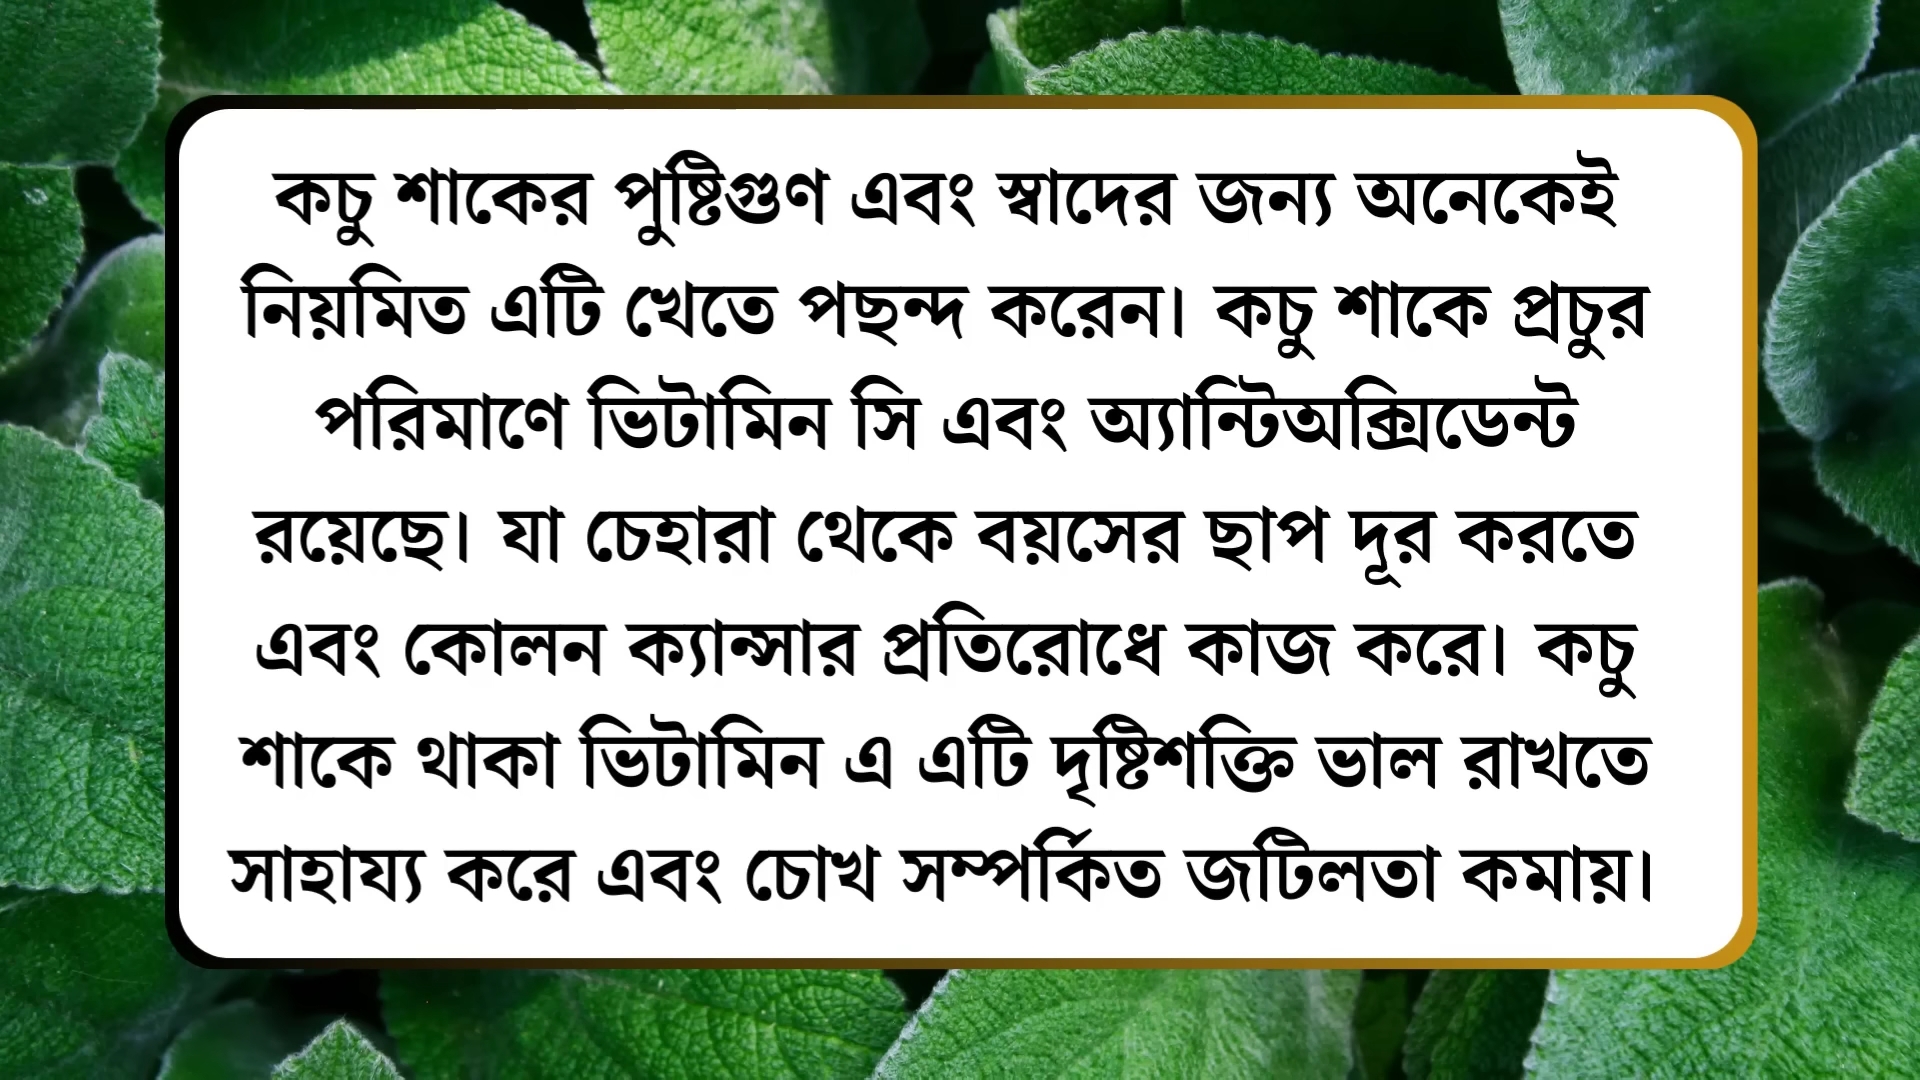 কচু শাকের পুষ্টিগুণ এবং স্বাদের জন্য অনেকেই
নিয়মিত এটি খেতে পছন্দ করেন। কচু শাকে প্রচুর
পরিমাণে ভিটামিন সি এবং অ্যান্টিঅক্সিডেন্ট
রয়েছে। যা চেহারা থেকে বয়সের ছাপ দূর করতে
এবং কোলন ক্যান্সার প্রতিরোধে কাজ করে। কচু
শাকে থাকা ভিটামিন এ এটি দৃষ্টিশক্তি ভাল রাখতে
সাহায্য করে এবং চোখ সম্পর্কিত জটিলতা কমায়।